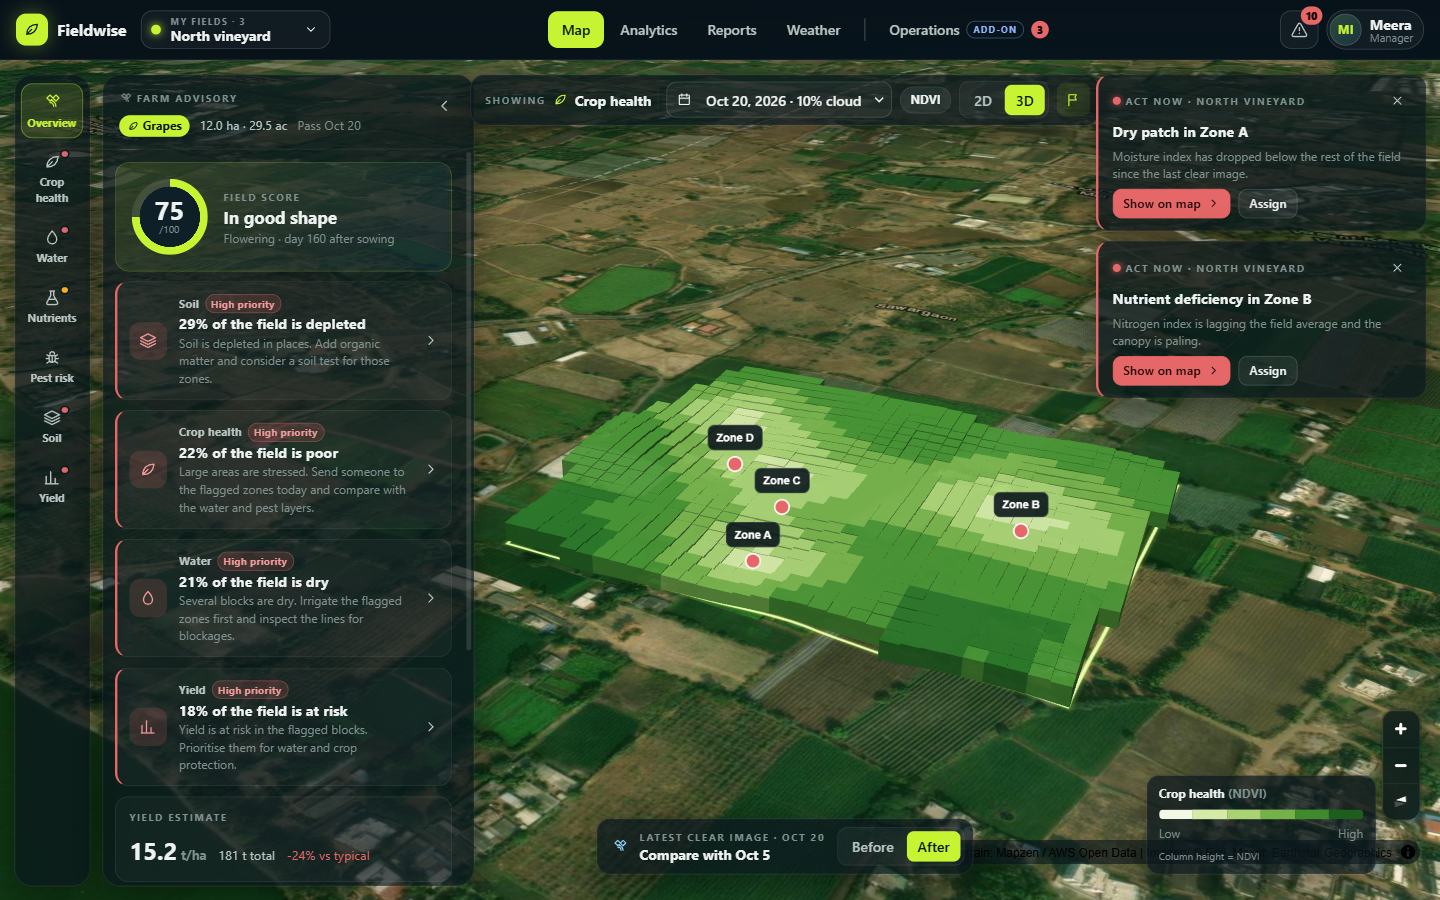 Fieldwise
MY FIELDS · 3
North vineyard
Map
Analytics
Reports
Weather
Operations
ADD-ON
3
10
MI
Meera
Manager
Overview
Crop
health
Water
Nutrients
Pest risk
Soil
Yield
FARM ADVISORY
Grapes
12.0 ha · 29.5 ac
Pass Oct 20
75
/100
FIELD SCORE
In good shape
Flowering · day 160 after sowing
Soil High priority
29% of the field is depleted
Soil is depleted in places. Add organic
matter and consider a soil test for those
zones.
Crop health High priority
22% of the field is poor
Large areas are stressed. Send someone to
the flagged zones today and compare with
the water and pest layers.
Water High priority
21% of the field is dry
Several blocks are dry. Irrigate the flagged
zones first and inspect the lines for
blockages.
Yield High priority
18% of the field is at risk
Yield is at risk in the flagged blocks.
Prioritise them for water and crop
protection.
YIELD ESTIMATE
15.2 t/ha 181 t total -24% vs typical
SHOWING Crop health
Oct 20, 2026 · 10% cloud
NDVI
2D
3D
Sawargaon
Zone D
Zone C
Zone A
Zone B
ACT NOW · NORTH VINEYARD
Dry patch in Zone A
Moisture index has dropped below the rest of the field
since the last clear image.
Show on map
Assign
ACT NOW · NORTH VINEYARD
Nutrient deficiency in Zone B
Nitrogen index is lagging the field average and the
canopy is paling.
Show on map
Assign
LATEST CLEAR IMAGE · OCT 20
Compare with Oct 5
Before
After
Crop health (NDVI)
Low
High
Column height = NDVI
ain: Mapzen / AWS Open Data |
Earthstar Geographics